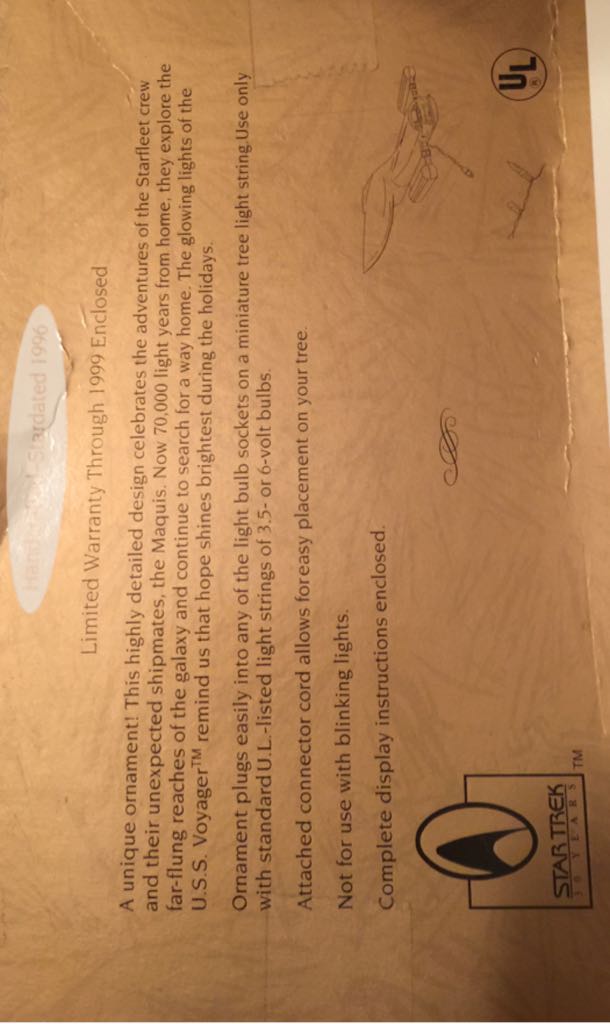 Stardated 1996
Limited Warranty Through 1999 Enclosed
A unique ornament! This highly detailed design celebrates the adventures of the Starfleet crew
and their unexpected shipmates, the Maquis. Now 70,000 light years from home, they explore the
far-flung reaches of the galaxy and continue to search for a way home. The glowing lights of the
U.S.S. Voyager™ remind us that hope shines brightest during the holidays.
Ornament plugs easily into any of the light bulb sockets on a miniature tree light string.Use only
with standard U.L.-listed light strings of 3.5- or 6-volt bulbs.
Attached connector cord allows foreasy placement on your tree.
Not for use with blinking lights.
Complete display instructions enclosed.
STAR TREK ™
30 YEARS
UL ®